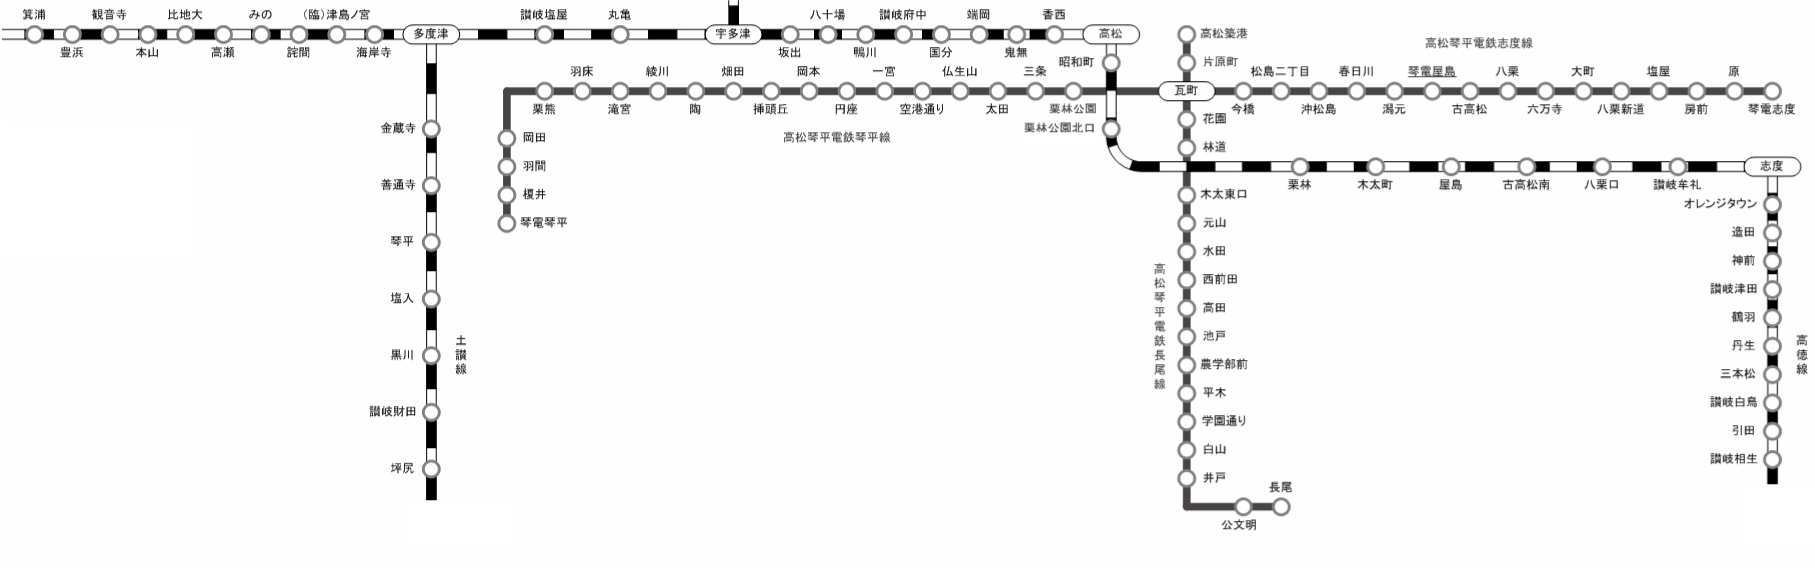 箕浦
観音寺
比地大
みの
(臨)津島ノ宮
豊浜
本山
高瀬
詫間
海岸寺
多度津
讃岐塩屋
丸亀
宇多津
八十場
讃岐府中
端岡
香西
坂出
鴨川
国分
鬼無
高松
昭和町
高松築港
片原町
高松琴平電鉄志度線
羽床
綾川
畑田
岡本
一宮
仏生山
三条
栗熊
滝宮
陶
挿頭丘
円座
空港通り
太田
栗林公園
瓦町
松島二丁目
春日川
琴電屋島
八栗
大町
塩屋
原
今橋
沖松島
潟元
古高松
六万寺
八栗新道
房前
琴電志度
高松琴平電鉄琴平線
栗林公園北口
岡田
羽間
榎井
琴電琴平
金蔵寺
善通寺
琴平
塩入
黒川
讃岐財田
坪尻
土讃線
花園
林道
木太東口
元山
水田
西前田
高田
池戸
農学部前
平木
学園通り
白山
井戸
公文明
長尾
高松琴平電鉄長尾線
栗林
木太町
屋島
古高松南
八栗口
讃岐牟礼
志度
オレンジタウン
造田
神前
讃岐津田
鶴羽
丹生
三本松
讃岐白鳥
引田
讃岐相生
高徳線